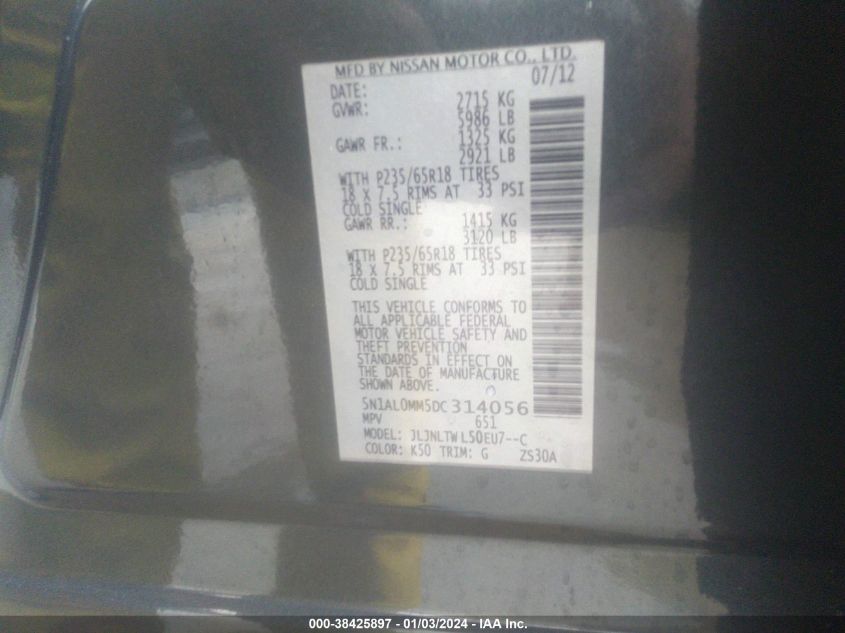 MFD BY NISSAN MOTOR CO., LTD.
DATE: 07/12
GVWR: 2715 KG
5986 LB
GAWR FR.: 1325 KG
2921 LB
WITH P235/65R18 TIRES
18 X 7.5 RIMS AT 33 PSI
COLD SINGLE
GAWR RR.: 1415 KG
3120 LB
WITH P235/65R18 TIRES
18 X 7.5 RIMS AT 33 PSI
COLD SINGLE
THIS VEHICLE CONFORMS TO
ALL APPLICABLE FEDERAL
MOTOR VEHICLE SAFETY AND
THEFT PREVENTION
STANDARDS IN EFFECT ON
THE DATE OF MANUFACTURE
SHOWN ABOVE.
5N1AL0MM5DC314056
MPV 651
MODEL: JLJNLTW L50EU7--C
COLOR: K50 TRIM: G ZS30A
000-38425897 - 01/03/2024 - IAA Inc.